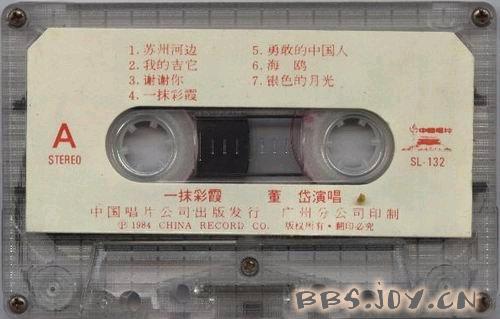 1. 苏州河边
2. 我的吉它
3. 谢谢你
4. 一抹彩霞
5. 勇敢的中国人
6. 海 鸥
7. 银色的月光
A
STEREO
中国唱片
SL-132
一抹彩霞 董 岱演唱
中国唱片公司出版发行 广州分公司印制
Ⓟ 1984 CHINA RECORD CO. 版权所有·翻印必究
BBS.JOY.CN